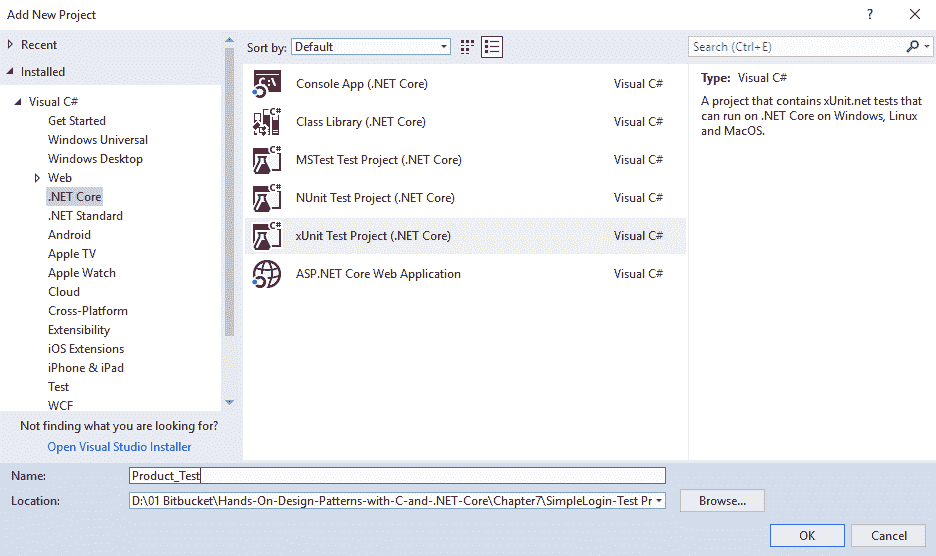 Add New Project
Recent
Installed
Visual C#
Get Started
Windows Universal
Windows Desktop
Web
.NET Core
.NET Standard
Android
Apple TV
Apple Watch
Cloud
Cross-Platform
Extensibility
iOS Extensions
iPhone & iPad
Test
WCF
Not finding what you are looking for?
Open Visual Studio Installer
Sort by: Default
Console App (.NET Core) Visual C#
Class Library (.NET Core) Visual C#
MSTest Test Project (.NET Core) Visual C#
NUnit Test Project (.NET Core) Visual C#
xUnit Test Project (.NET Core) Visual C#
ASP.NET Core Web Application Visual C#
Search (Ctrl+E)
Type: Visual C#
A project that contains xUnit.net tests that
can run on .NET Core on Windows, Linux
and MacOS.
Name: Product_Test
Location: D:\01 Bitbucket\Hands-On-Design-Patterns-with-C-and-.NET-Core\Chapter7\SimpleLogin-Test Pr
Browse...
OK
Cancel